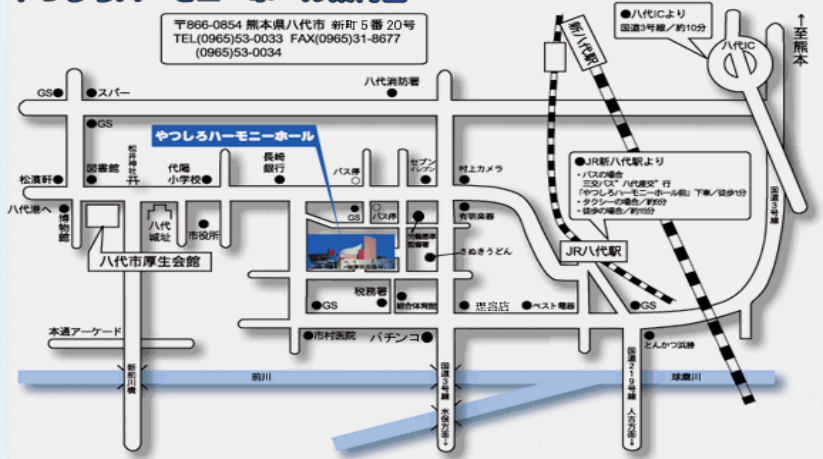 〒866-0854 熊本県八代市 新町5番20号
TEL(0965)53-0033 FAX(0965)31-8677
(0965)53-0034
●八代ICより
国道3号線/約10分
↑至熊本
八代IC
新八代駅
GS●
●スパー
八代消防署
●GS
やつしろハーモニーホール
松濱軒●
図書館
松井神社
代陽
小学校●
長崎
銀行
バス停
セブン
イレブン
村上カメラ
●JR新八代駅より
・バスの場合
三交バス"八代産交"行
「やつしろハーモニーホール前」下車/徒歩1分
・タクシーの場合/約5分
・徒歩の場合/約15分
国道3号線
八代港へ
博物館
八代
城址
市役所
GS
バス停
労働基準
監督署
有明楽器
さぬきうどん
JR八代駅
八代市厚生会館
税務署
総合体育館
●GS
理容店
●ベスト電器
●GS
本通アーケード
●市村医院
パチンコ●
とんかつ浜勝
新前川橋
前川
国道3号線 水俣方面→
国道219号線 人吉方面→
球磨川